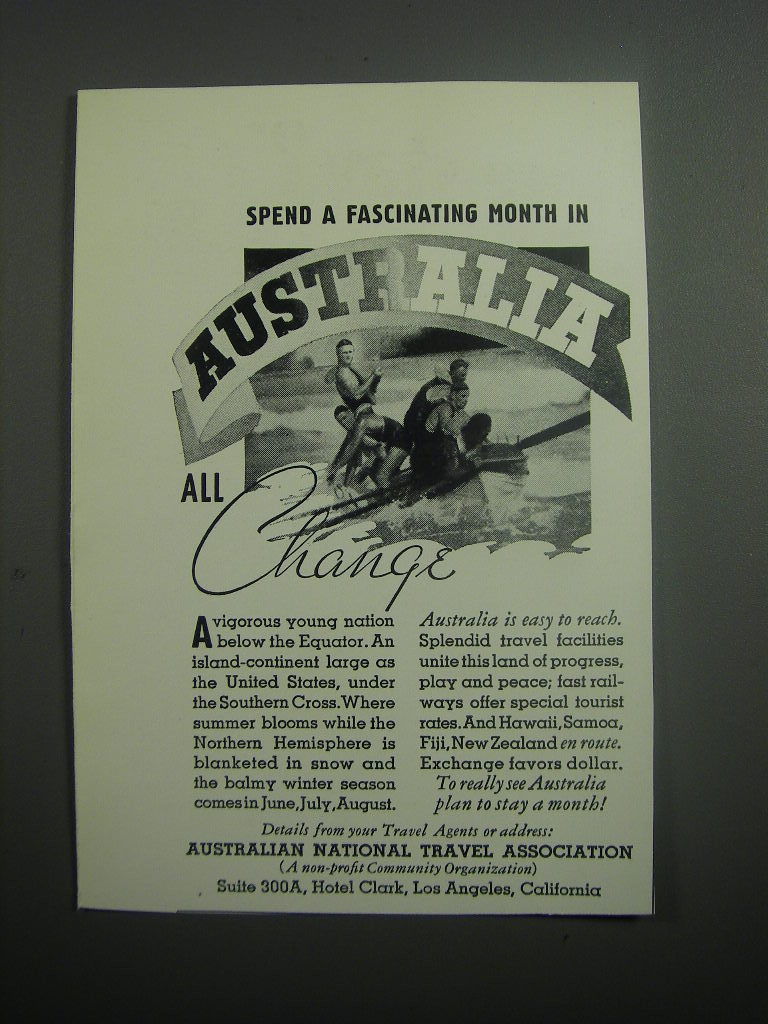 SPEND A FASCINATING MONTH IN
AUSTRALIA
ALL
Change
A vigorous young nation
below the Equator. An
island-continent large as
the United States, under
the Southern Cross. Where
summer blooms while the
Northern Hemisphere is
blanketed in snow and
the balmy winter season
comes in June, July, August.
Australia is easy to reach.
Splendid travel facilities
unite this land of progress,
play and peace; fast rail-
ways offer special tourist
rates. And Hawaii, Samoa,
Fiji, New Zealand en route.
Exchange favors dollar.
To really see Australia
plan to stay a month!
Details from your Travel Agents or address:
AUSTRALIAN NATIONAL TRAVEL ASSOCIATION
(A non-profit Community Organization)
Suite 300A, Hotel Clark, Los Angeles, California